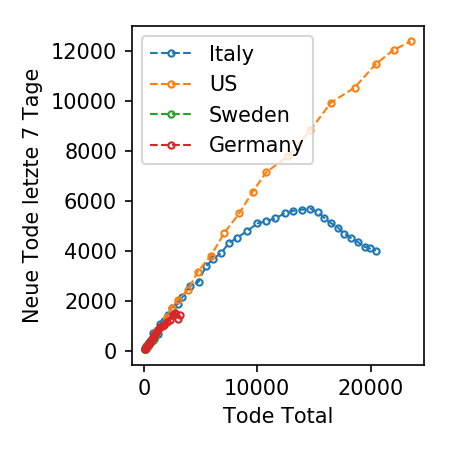 Italy
US
Sweden
Germany
Neue Tode letzte 7 Tage
12000
10000
8000
6000
4000
2000
0
0 10000 20000
Tode Total